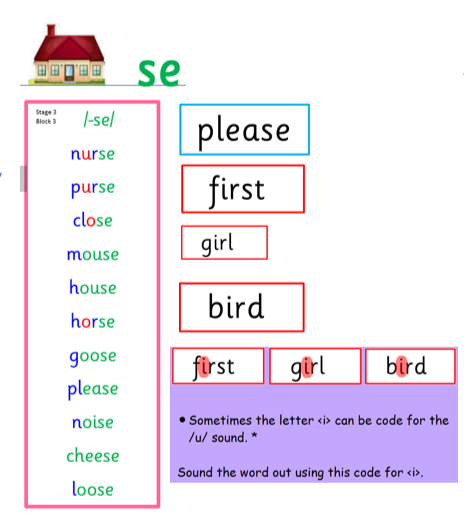 se
Stage 3
Block 3
/-se/
nurse
purse
close
mouse
house
horse
goose
please
noise
cheese
loose
please
first
girl
bird
first girl bird
• Sometimes the letter <i> can be code for the
/u/ sound. *
Sound the word out using this code for <i>.